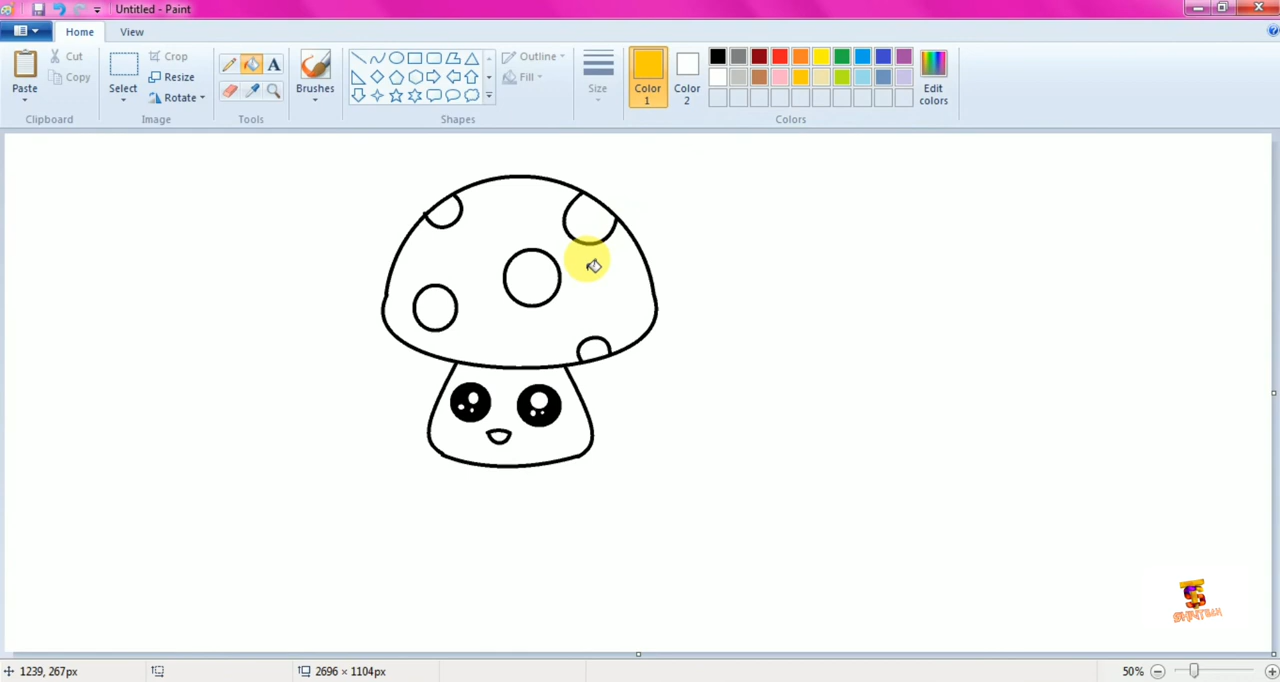 Untitled - Paint
Home View
Paste
Cut
Copy
Clipboard
Select
Crop
Resize
Rotate
Image
A
Tools
Brushes
Outline
Fill
Shapes
Size
Color 1
Color 2
Edit colors
Colors
1239, 267px
2696 × 1104px
50%